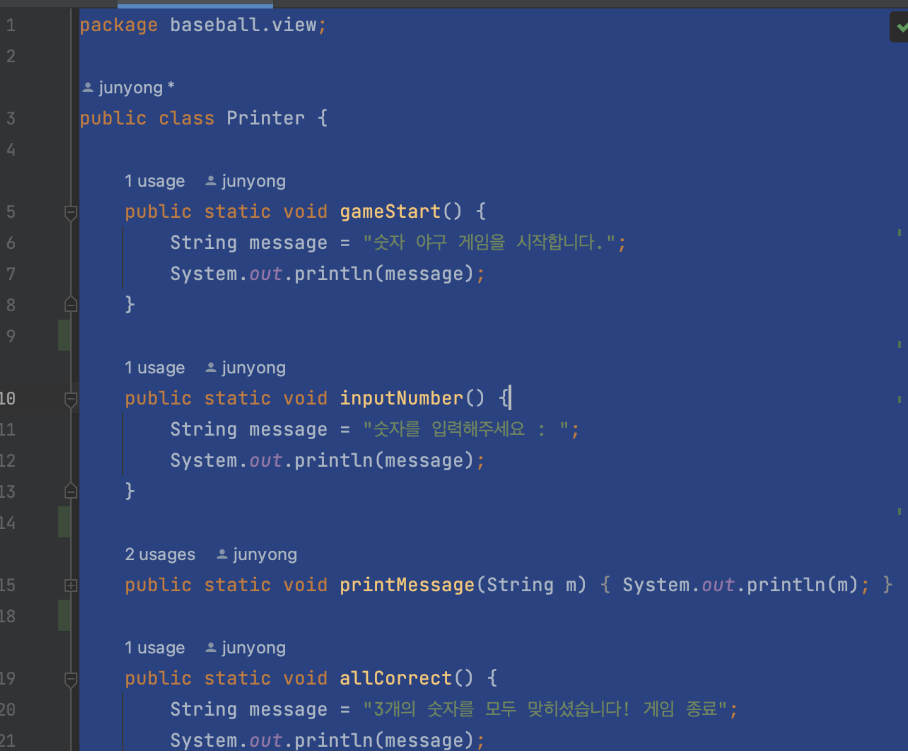 1 package baseball.view;
2
junyong *
3 public class Printer {
4
1 usage junyong
5 public static void gameStart() {
6 String message = "숫자 야구 게임을 시작합니다.";
7 System.out.println(message);
8 }
9
1 usage junyong
10 public static void inputNumber() {
11 String message = "숫자를 입력해주세요 : ";
12 System.out.println(message);
13 }
14
2 usages junyong
15 public static void printMessage(String m) { System.out.println(m); }
18
1 usage junyong
19 public static void allCorrect() {
20 String message = "3개의 숫자를 모두 맞히셨습니다! 게임 종료";
21 System.out.println(message);